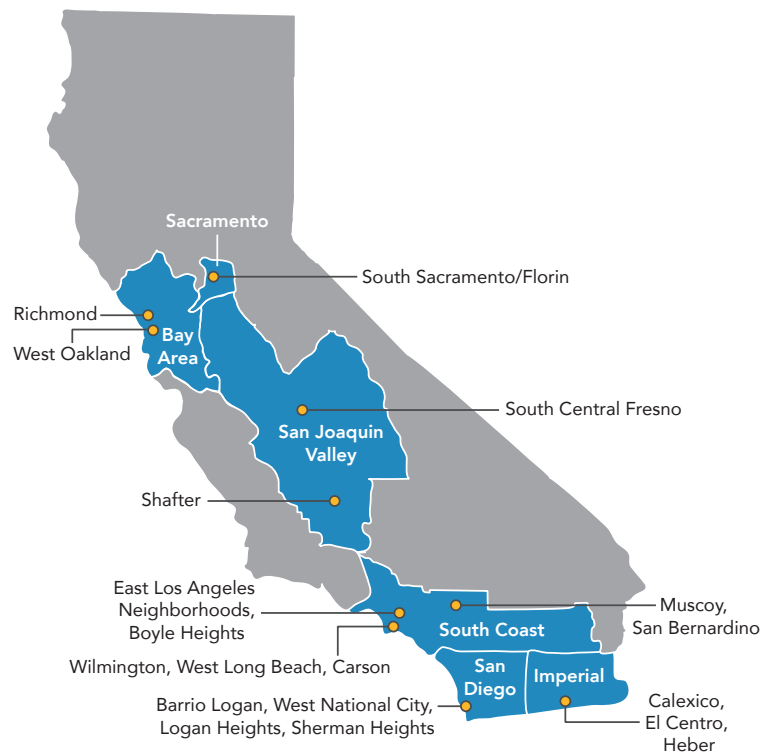 Sacramento
South Sacramento/Florin
Richmond
West Oakland
Bay
Area
South Central Fresno
San Joaquin
Valley
Shafter
East Los Angeles
Neighborhoods,
Boyle Heights
Muscoy,
San Bernardino
South Coast
Wilmington, West Long Beach, Carson
San
Diego
Imperial
Barrio Logan, West National City,
Logan Heights, Sherman Heights
Calexico,
El Centro,
Heber